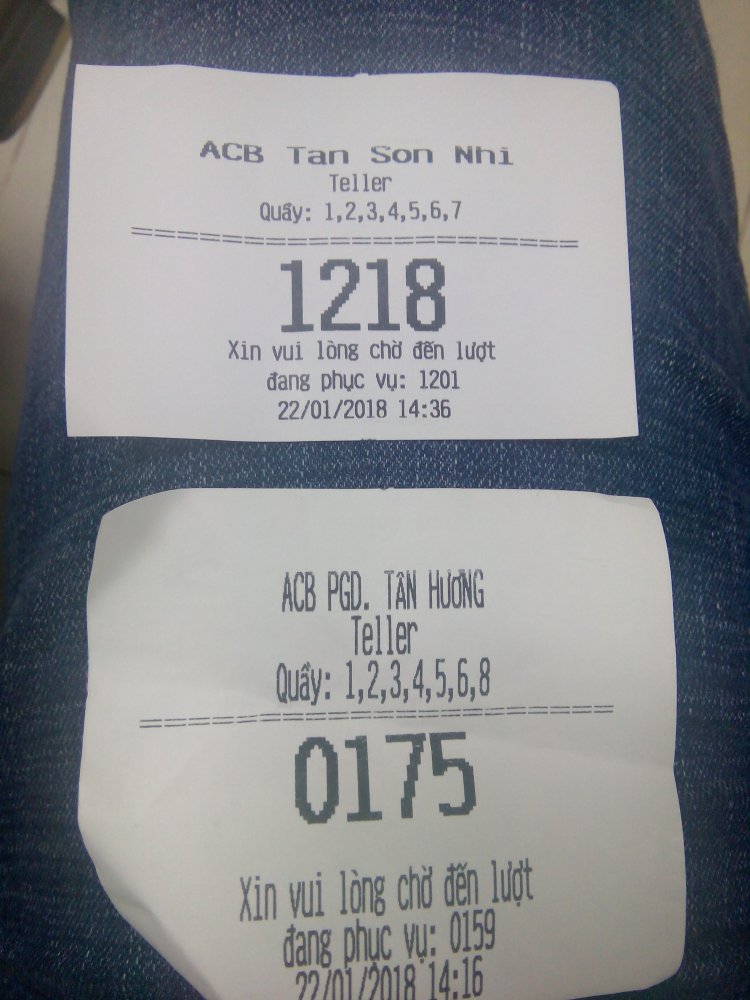 ACB Tan Son Nhi
Teller
Quầy: 1,2,3,4,5,6,7
1218
Xin vui lòng chờ đến lượt
đang phục vụ: 1201
22/01/2018 14:36
ACB PGD. TÂN HƯƠNG
Teller
Quầy: 1,2,3,4,5,6,8
0175
Xin vui lòng chờ đến lượt
đang phục vụ: 0159
22/01/2018 14:16